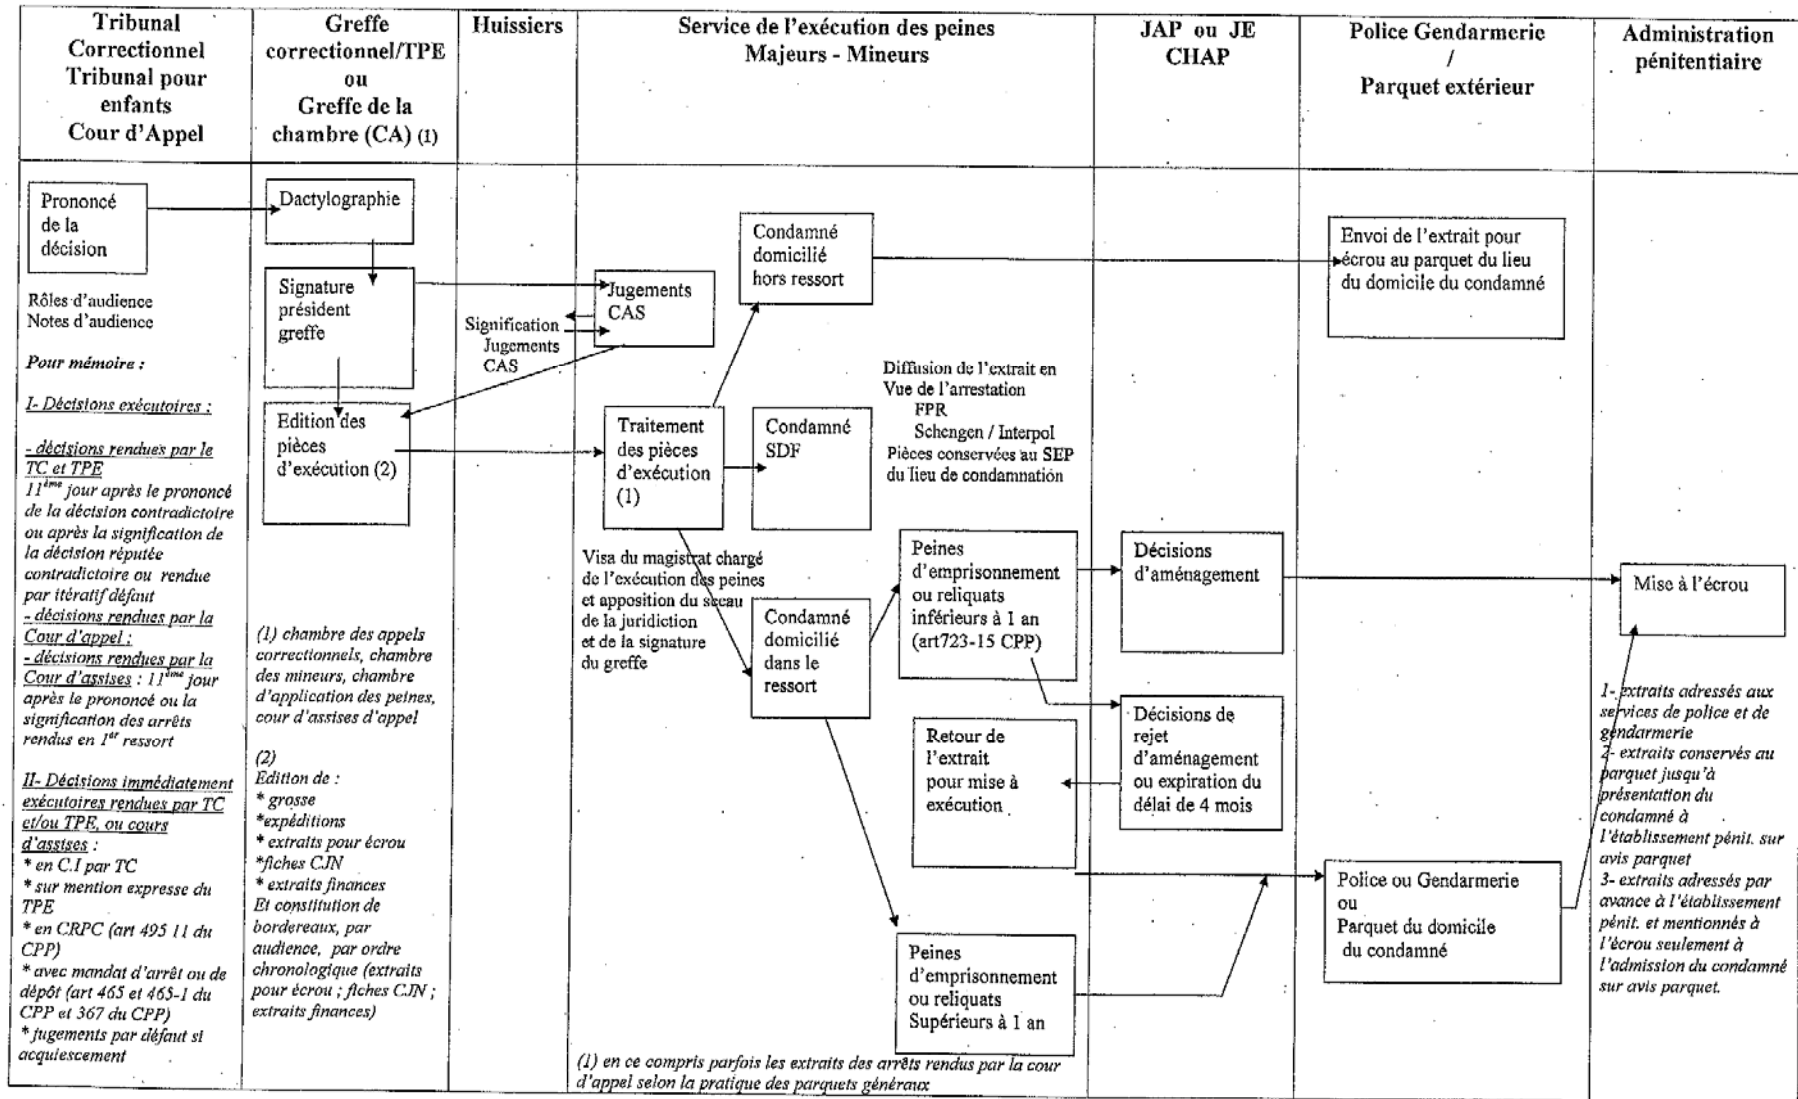 Tribunal
Correctionnel
Tribunal pour
enfants
Cour d'Appel
Greffe
correctionnel/TPE
ou
Greffe de la
chambre (CA) (1)
Huissiers
Service de l'exécution des peines
Majeurs - Mineurs
JAP ou JE
CHAP
Police Gendarmerie
/
Parquet extérieur
Administration
pénitentiaire
Prononcé
de la
décision
Rôles d'audience
Notes d'audience
Pour mémoire :
I- Décisions exécutoires :
- décisions rendues par le
TC et TPE
11ème jour après le prononcé
de la décision contradictoire
ou après la signification de
la décision réputée
contradictoire ou rendue
par itératif défaut
- décisions rendues par la
Cour d'appel :
- décisions rendues par la
Cour d'assises : 11ème jour
après le prononcé ou la
signification des arrêts
rendus en 1er ressort
II- Décisions immédiatement
exécutoires rendues par TC
et/ou TPE, ou cours
d'assises :
* en C.I par TC
* sur mention expresse du
TPE
* en CRPC (art 495 11 du
CPP)
* avec mandat d'arrêt ou de
dépôt (art 465 et 465-1 du
CPP et 367 du CPP)
* jugements par défaut si
acquiescement
Dactylographie
Signature
président
greffe
Edition des
pièces
d'exécution (2)
(1) chambre des appels
correctionnels, chambre
des mineurs, chambre
d'application des peines,
cour d'assises d'appel
(2)
Edition de :
* grosse
*expéditions
* extraits pour écrou
*fiches CJN
* extraits finances
Et constitution de
bordereaux, par
audience, par ordre
chronologique (extraits
pour écrou ; fiches CJN ;
extraits finances)
Signification
Jugements
CAS
Jugements
CAS
Condamné
domicilié
hors ressort
Traitement
des pièces
d'exécution
(1)
Condamné
SDF
Diffusion de l'extrait en
Vue de l'arrestation
FPR
Schengen / Interpol
Pièces conservées au SEP
du lieu de condamnation
Visa du magistrat chargé
de l'exécution des peines
et apposition du sceau
de la juridiction
et de la signature
du greffe
Condamné
domicilié
dans le
ressort
Peines
d'emprisonnement
ou reliquats
inférieurs à 1 an
(art723-15 CPP)
Retour de
l'extrait
pour mise à
exécution
Peines
d'emprisonnement
ou reliquats
Supérieurs à 1 an
(1) en ce compris parfois les extraits des arrêts rendus par la cour
d'appel selon la pratique des parquets généraux
Décisions
d'aménagement
Décisions de
rejet
d'aménagement
ou expiration du
délai de 4 mois
Envoi de l'extrait pour
écrou au parquet du lieu
du domicile du condamné
Police ou Gendarmerie
ou
Parquet du domicile
du condamné
Mise à l'écrou
1- extraits adressés aux
services de police et de
gendarmerie
2- extraits conservés au
parquet jusqu'à
présentation du
condamné à
l'établissement pénit. sur
avis parquet
3- extraits adressés par
avance à l'établissement
pénit. et mentionnés à
l'écrou seulement à
l'admission du condamné
sur avis parquet.